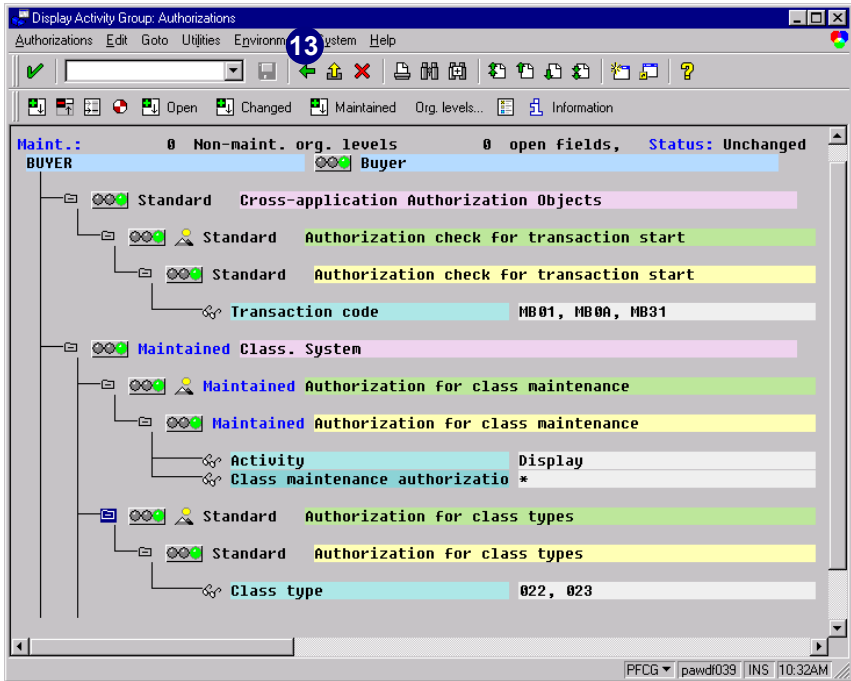 Display Activity Group: Authorizations
Authorizations Edit Goto Utilities Environm 13 ystem Help
Open Changed Maintained Org. levels... Information
Maint.: 0 Non-maint. org. levels 0 open fields, Status: Unchanged
BUYER Buyer
Standard Cross-application Authorization Objects
Standard Authorization check for transaction start
Standard Authorization check for transaction start
Transaction code MB01, MB0A, MB31
Maintained Class. System
Maintained Authorization for class maintenance
Maintained Authorization for class maintenance
Activity Display
Class maintenance authorizatio *
Standard Authorization for class types
Standard Authorization for class types
Class type 022, 023
PFCG pawdf039 INS 10:32AM